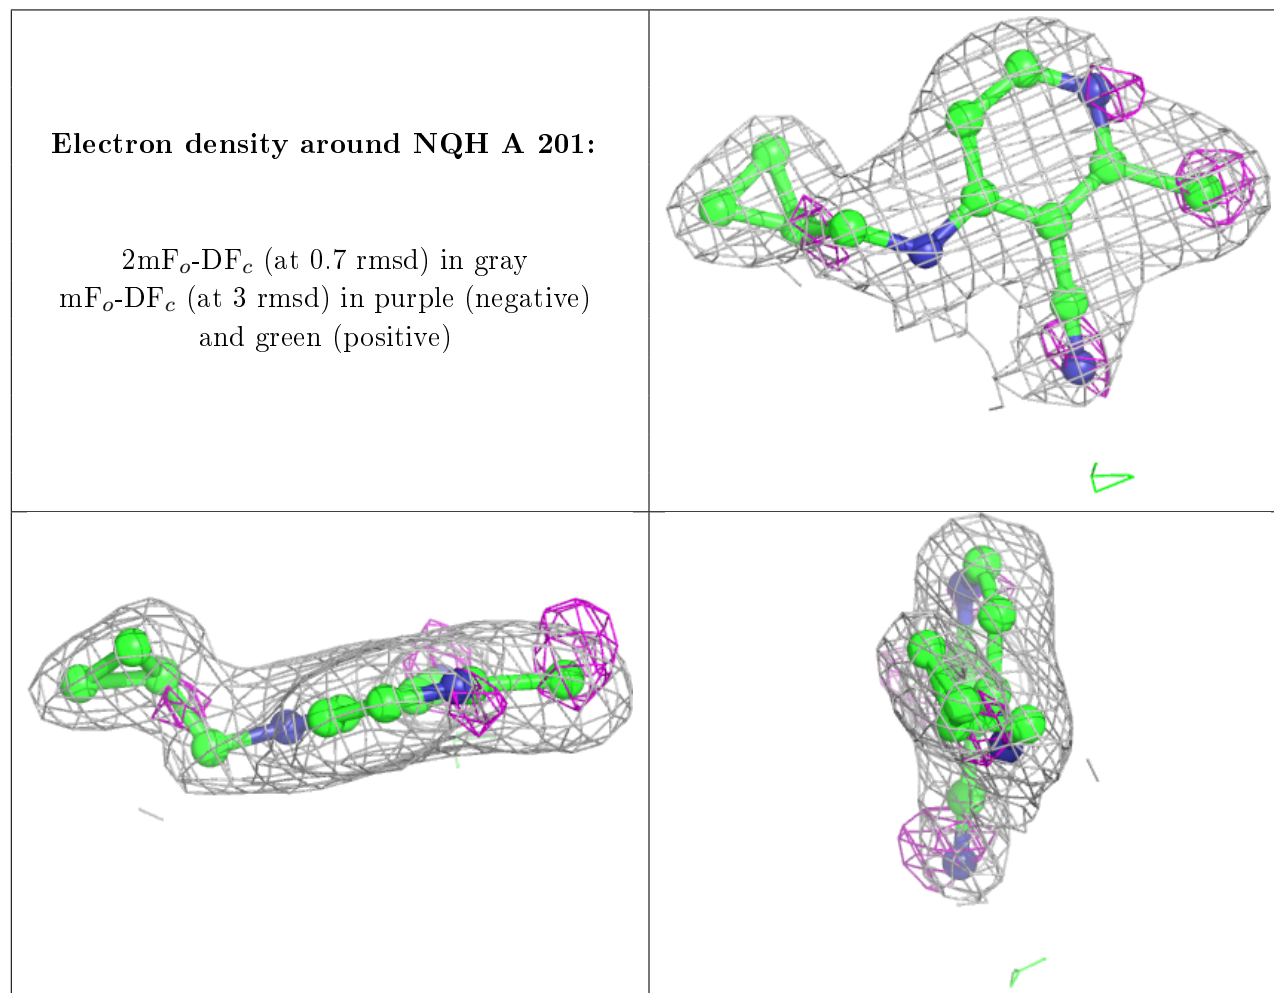 Electron density around NQH A 201:
2mFo-DFc (at 0.7 rmsd) in gray
mFo-DFc (at 3 rmsd) in purple (negative)
and green (positive)